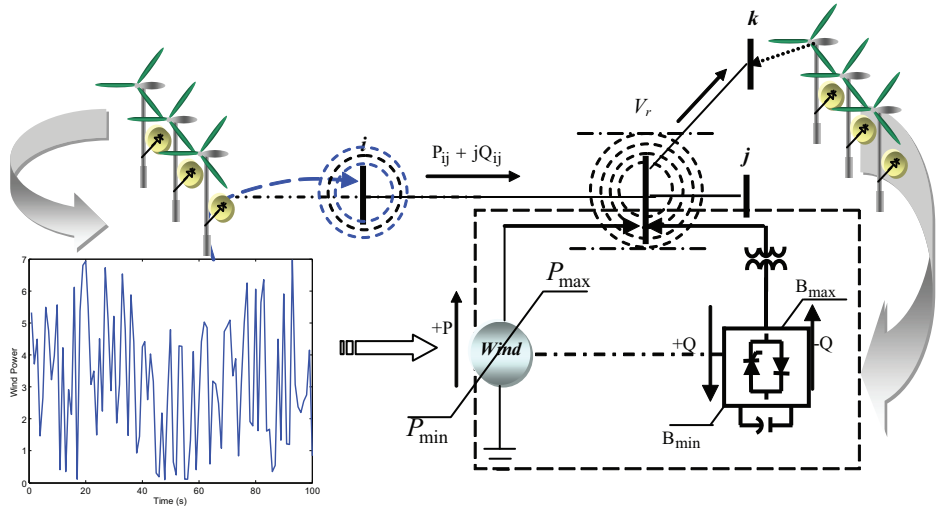 k
V_r
i
P_ij + jQ_ij
j
P_max
B_max
+P
Wind
+Q
-Q
P_min
B_min
7
6
5
4
3
2
1
0
Wind Power
0 20 40 60 80 100
Time (s)